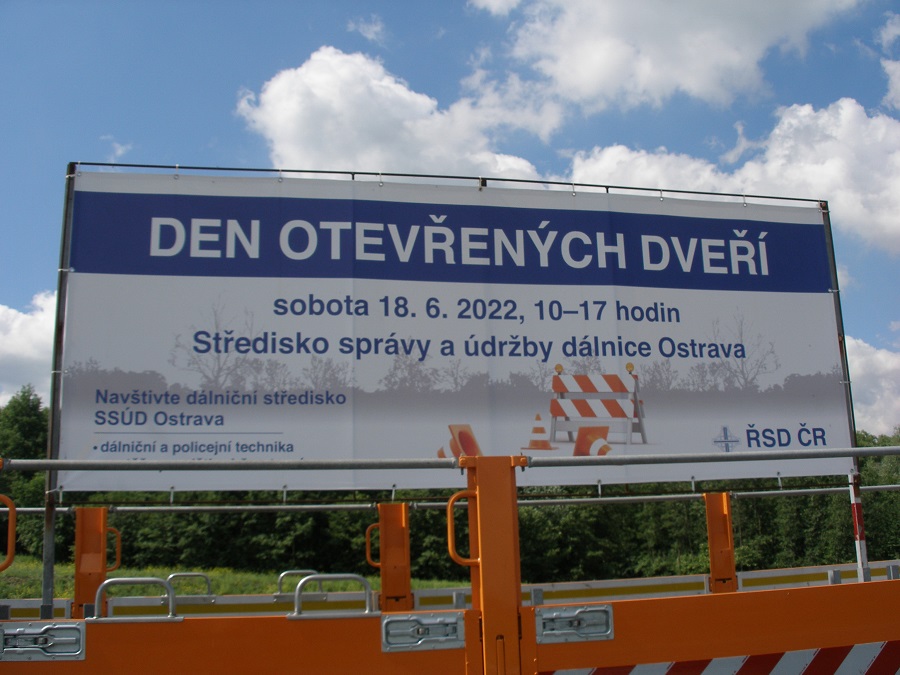 DEN OTEVŘENÝCH DVEŘÍ
sobota 18. 6. 2022, 10–17 hodin
Středisko správy a údržby dálnice Ostrava
Navštivte dálniční středisko
SSÚD Ostrava
• dálniční a policejní technika
ŘSD ČR